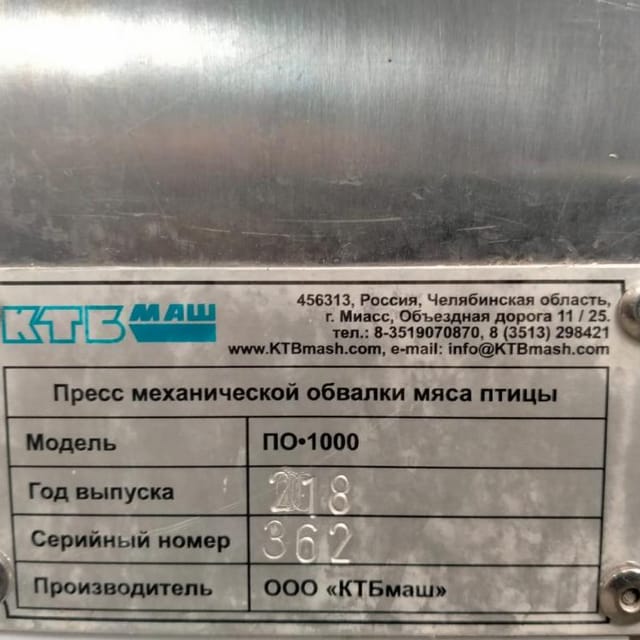 КТБМАШ
456313, Россия, Челябинская область,
г. Миасс, Объездная дорога 11 / 25.
тел.: 8-3519070870, 8 (3513) 298421
www.KTBmash.com, e-mail: info@KTBmash.com
Пресс механической обвалки мяса птицы
Модель ПО•1000
Год выпуска
Серийный номер 362
Производитель ООО «КТБмаш»